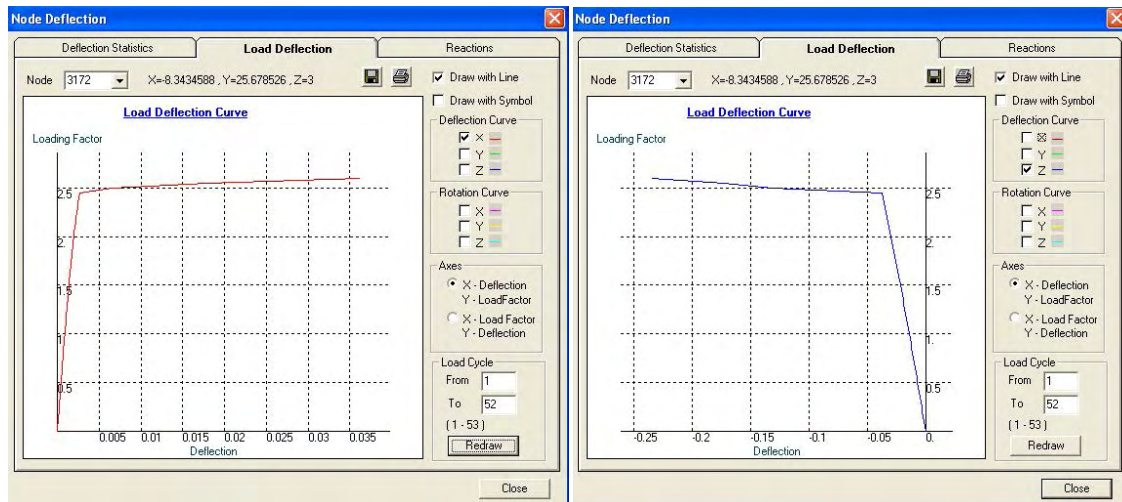 Node Deflection
Deflection Statistics
Load Deflection
Reactions
Node 3172 X=-8.3434588 , Y=25.678526 , Z=3
Draw with Line
Draw with Symbol
Load Deflection Curve
Loading Factor
2.5
2.
1.5
1.
0.5
0.005 0.01 0.015 0.02 0.025 0.03 0.035
Deflection
Deflection Curve
X
Y
Z
Rotation Curve
X
Y
Z
Axes
X - Deflection
Y - LoadFactor
X - Load Factor
Y - Deflection
Load Cycle
From 1
To 52
( 1 - 53 )
Redraw
Close
Node Deflection
Deflection Statistics
Load Deflection
Reactions
Node 3172 X=-8.3434588 , Y=25.678526 , Z=3
Draw with Line
Draw with Symbol
Load Deflection Curve
Loading Factor
2.5
2.
1.5
1.
0.5
-0.25 -0.2 -0.15 -0.1 -0.05 0.
Deflection
Deflection Curve
X
Y
Z
Rotation Curve
X
Y
Z
Axes
X - Deflection
Y - LoadFactor
X - Load Factor
Y - Deflection
Load Cycle
From 1
To 52
( 1 - 53 )
Redraw
Close